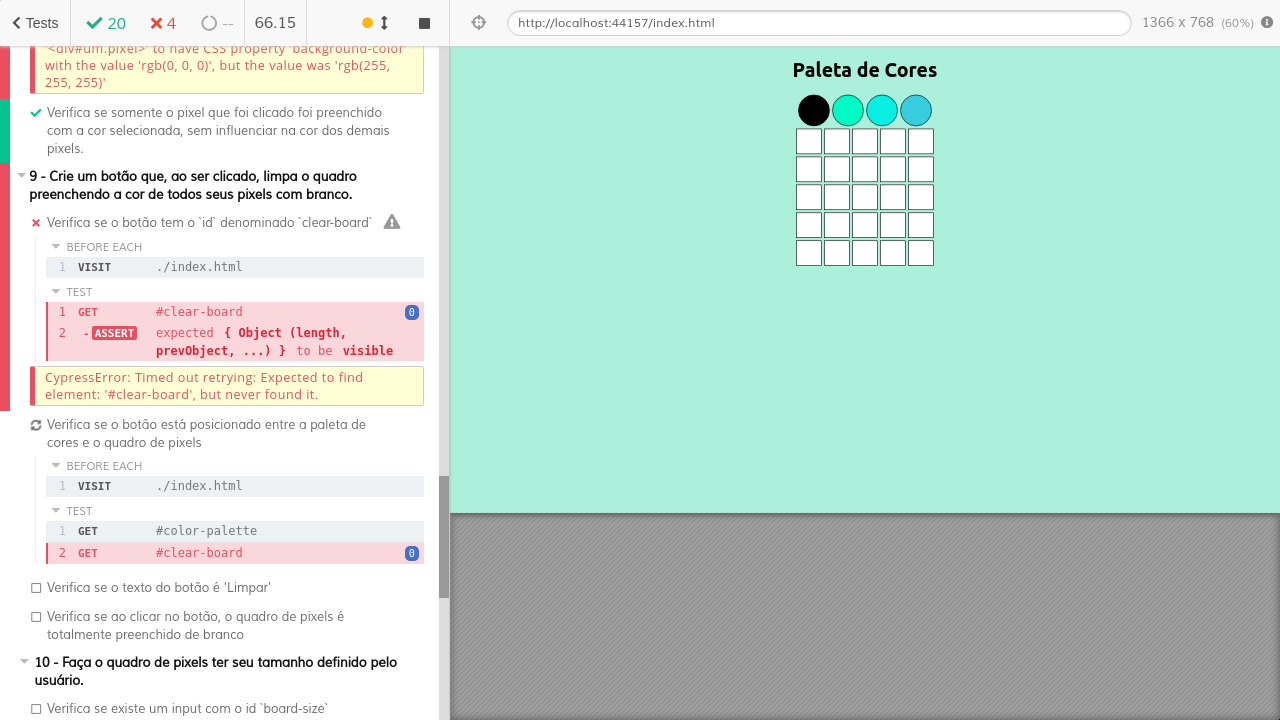 Tests
20
4
--
66.15
http://localhost:44157/index.html
1366 x 768 (60%)
'<div#um.pixel>' to have CSS property 'background-color'
with the value 'rgb(0, 0, 0)', but the value was 'rgb(255,
255, 255)'
Verifica se somente o pixel que foi clicado foi preenchido
com a cor selecionada, sem influenciar na cor dos demais
pixels.
9 - Crie um botão que, ao ser clicado, limpa o quadro
preenchendo a cor de todos seus pixels com branco.
Verifica se o botão tem o `id` denominado `clear-board`
BEFORE EACH
1 VISIT ./index.html
TEST
1 GET #clear-board 0
2 -ASSERT expected { Object (length,
prevObject, ...) } to be visible
CypressError: Timed out retrying: Expected to find
element: '#clear-board', but never found it.
Verifica se o botão está posicionado entre a paleta de
cores e o quadro de pixels
BEFORE EACH
1 VISIT ./index.html
TEST
1 GET #color-palette
2 GET #clear-board 0
Verifica se o texto do botão é 'Limpar'
Verifica se ao clicar no botão, o quadro de pixels é
totalmente preenchido de branco
10 - Faça o quadro de pixels ter seu tamanho definido pelo
usuário.
Verifica se existe um input com o id `board-size`
Paleta de Cores